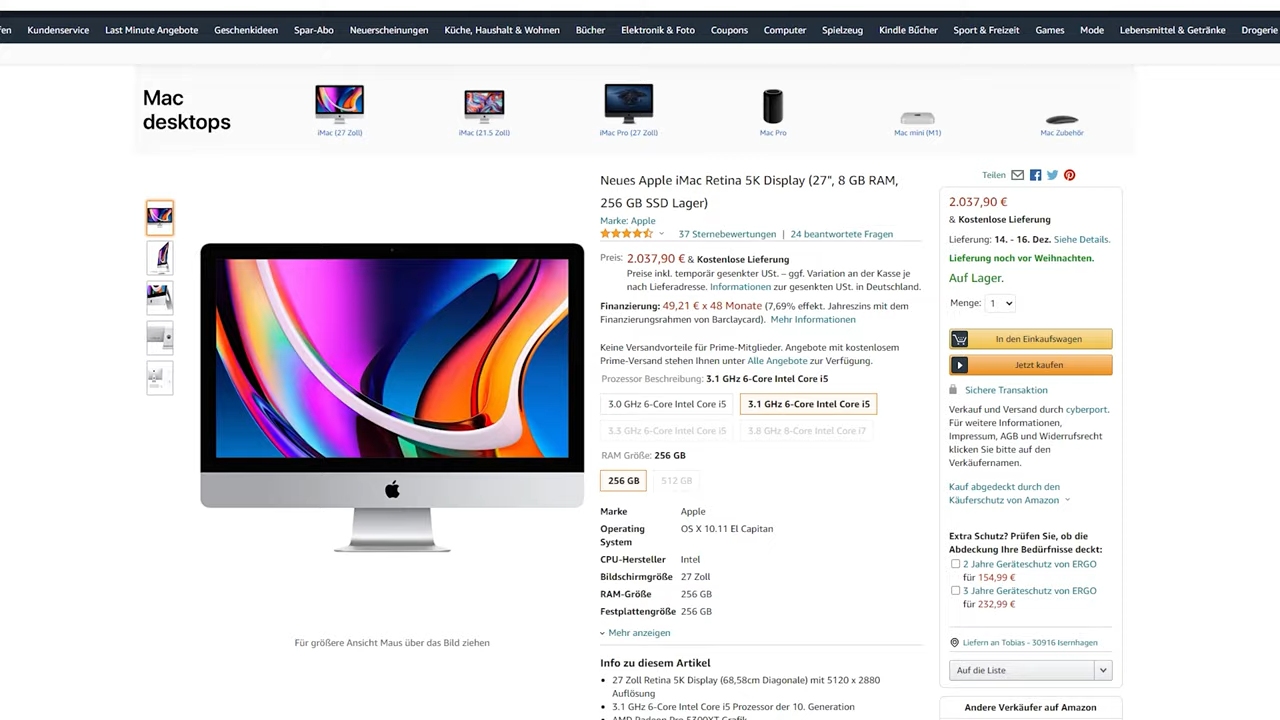 Kundenservice Last Minute Angebote Geschenkideen Spar-Abo Neuerscheinungen Küche, Haushalt & Wohnen Bücher Elektronik & Foto Coupons Computer Spielzeug Kindle Bücher Sport & Freizeit Games Mode Lebensmittel & Getränke Drogerie
Mac
desktops
iMac (27 Zoll)
iMac (21.5 Zoll)
iMac Pro (27 Zoll)
Mac Pro
Mac mini (M1)
Mac Zubehör
Neues Apple iMac Retina 5K Display (27", 8 GB RAM,
256 GB SSD Lager)
Marke: Apple
37 Sternebewertungen | 24 beantwortete Fragen
Preis: 2.037,90 € & Kostenlose Lieferung
Preise inkl. temporär gesenkter USt. – ggf. Variation an der Kasse je
nach Lieferadresse. Informationen zur gesenkten USt. in Deutschland.
Finanzierung: 49,21 € x 48 Monate (7,69% effekt. Jahreszins mit dem
Finanzierungsrahmen von Barclaycard). Mehr Informationen
Keine Versandvorteile für Prime-Mitglieder. Angebote mit kostenlosem
Prime-Versand stehen Ihnen unter Alle Angebote zur Verfügung.
Prozessor Beschreibung: 3.1 GHz 6-Core Intel Core i5
3.0 GHz 6-Core Intel Core i5
3.1 GHz 6-Core Intel Core i5
3.3 GHz 6-Core Intel Core i5
3.8 GHz 8-Core Intel Core i7
RAM Größe: 256 GB
256 GB
512 GB
Marke Apple
Operating System OS X 10.11 El Capitan
CPU-Hersteller Intel
Bildschirmgröße 27 Zoll
RAM-Größe 256 GB
Festplattengröße 256 GB
Mehr anzeigen
Info zu diesem Artikel
• 27 Zoll Retina 5K Display (68,58cm Diagonale) mit 5120 x 2880
Auflösung
• 3.1 GHz 6-Core Intel Core i5 Prozessor der 10. Generation
• AMD Radeon Pro 5300XT Grafik
Für größere Ansicht Maus über das Bild ziehen
Teilen
2.037,90 €
& Kostenlose Lieferung
Lieferung: 14. - 16. Dez. Siehe Details.
Lieferung noch vor Weihnachten.
Auf Lager.
Menge: 1
In den Einkaufswagen
Jetzt kaufen
Sichere Transaktion
Verkauf und Versand durch cyberport.
Für weitere Informationen,
Impressum, AGB und Widerrufsrecht
klicken Sie bitte auf den
Verkäufernamen.
Kauf abgedeckt durch den
Käuferschutz von Amazon
Extra Schutz? Prüfen Sie, ob die
Abdeckung Ihre Bedürfnisse deckt:
2 Jahre Geräteschutz von ERGO
für 154,99 €
3 Jahre Geräteschutz von ERGO
für 232,99 €
Liefern an Tobias - 30916 Isernhagen
Auf die Liste
Andere Verkäufer auf Amazon